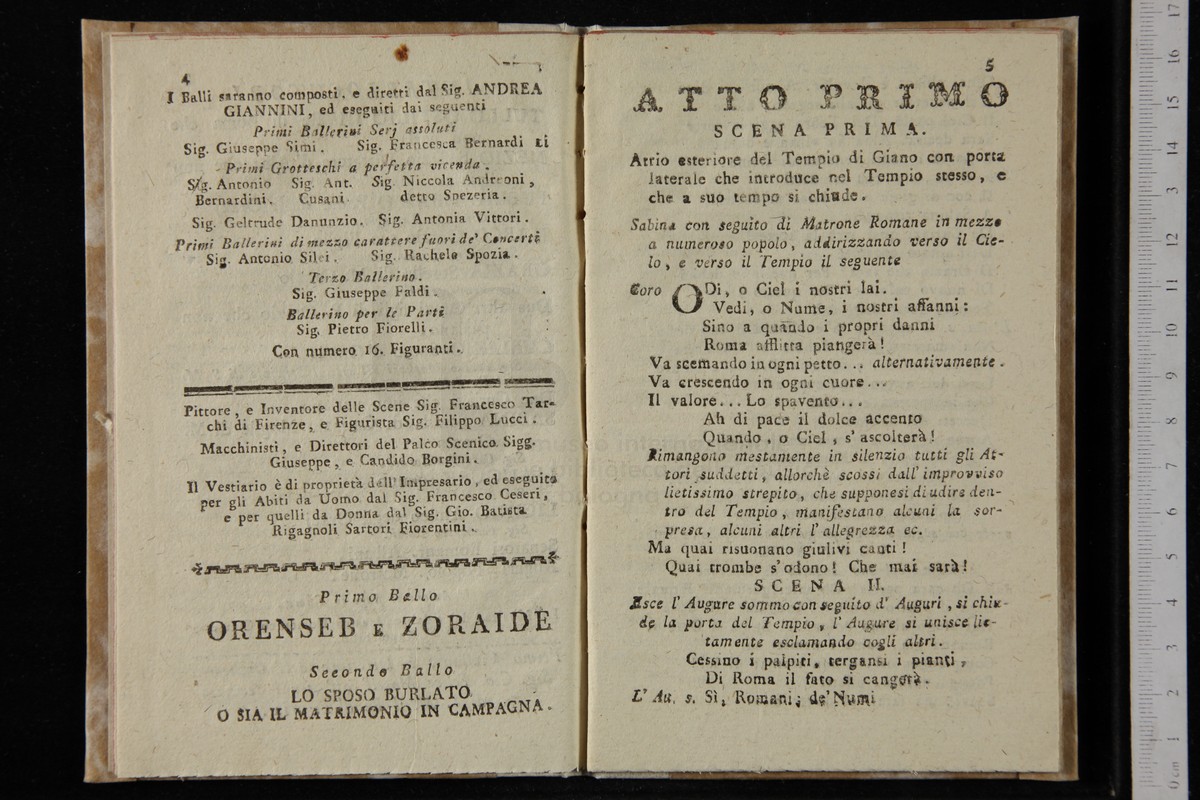 4
I Balli saranno composti, e diretti dal Sig. ANDREA
GIANNINI, ed eseguiti dai seguenti
Primi Ballerini Serj assoluti
Sig. Giuseppe Simi. Sig. Francesca Bernardi ti
Primi Grotteschi a perfetta vicenda.
Sig. Antonio Sig. Ant. Sig. Niccola Andreoni,
Bernardini. Cusani. detto Spezeria.
Sig. Geltrude Danunzio. Sig. Antonia Vittori.
Primi Ballerini di mezzo carattere fuori de' Concerti
Sig. Antonio Silei. Sig. Rachele Spozia.
Terzo Ballerino.
Sig. Giuseppe Faldi.
Ballerino per le Parti
Sig. Pietro Fiorelli.
Con numero 16. Figuranti.
Pittore, e Inventore delle Scene Sig. Francesco Tar-
chi di Firenze, e Figurista Sig. Filippo Lucci.
Macchinisti, e Direttori del Palco Scenico Sigg.
Giuseppe, e Candido Borgini.
Il Vestiario è di proprietà dell'Impresario, ed eseguito
per gli Abiti da Uomo dal Sig. Francesco Ceseri,
e per quelli da Donna dal Sig. Gio. Batista
Rigagnoli Sartori Fiorentini.
Primo Ballo
ORENSEB E ZORAIDE
Secondo Ballo
LO SPOSO BURLATO
O SIA IL MATRIMONIO IN CAMPAGNA.
5
ATTO PRIMO
SCENA PRIMA.
Atrio esteriore del Tempio di Giano con porta
laterale che introduce nel Tempio stesso, e
che a suo tempo si chiude.
Sabina con seguito di Matrone Romane in mezzo
a numeroso popolo, addirizzando verso il Cie-
lo, e verso il Tempio il seguente
Coro ODi, o Ciel i nostri lai.
Vedi, o Nume, i nostri affanni:
Sino a quando i propri danni
Roma afflitta piangerà!
Va scemando in ogni petto... alternativamente.
Va crescendo in ogni cuore...
Il valore... Lo spavento...
Ah di pace il dolce accento
Quando, o Ciel, s'ascolterà!
Rimangono mestamente in silenzio tutti gli At-
tori suddetti, allorchè scossi dall'improvviso
lietissimo strepito, che supponesi di udire den-
tro del Tempio, manifestano alcuni la sor-
presa, alcuni altri l'allegrezza ec.
Ma quai risuonano giulivi canti!
Quai trombe s'odono! Che mai sarà!
SCENA II.
Esce l'Augure sommo con seguito d'Auguri, si chiu-
de la porta del Tempio, l'Augure si unisce lie-
tamente esclamando cogli altri.
Cessino i palpiti, tergansi i pianti,
Di Roma il fato si cangerà.
L'Au. s. Sì, Romani; de'Numi